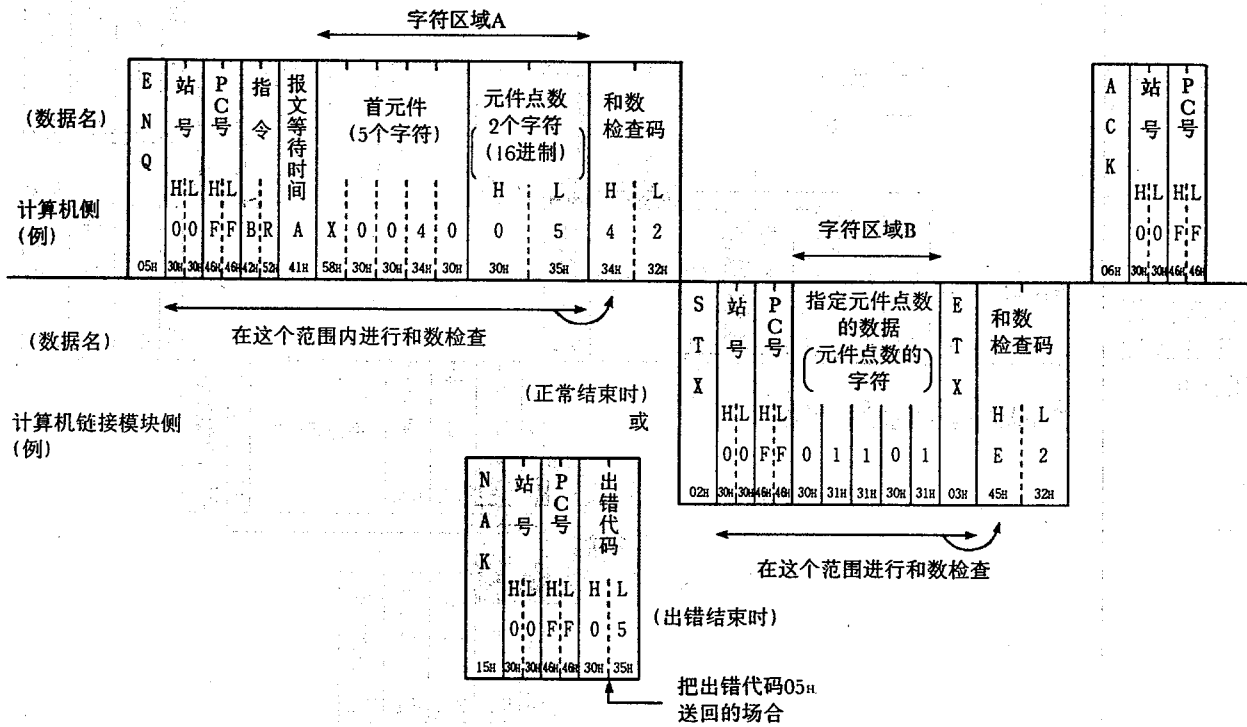 字符区域A
(数据名)
计算机侧
(例)
ENQ
站号
PC号
指令
报文等待时间
首元件
(5个字符)
元件点数
2个字符
(16进制)
和数
检查码
H L H L H L H L
0 0 F F B R A X 0 0 4 0 0 5 4 2
05H 30H 30H 46H 46H 42H 52H 41H 58H 30H 30H 34H 30H 30H 35H 34H 32H
在这个范围内进行和数检查
ACK
站号
PC号
H L H L
0 0 F F
06H 30H 30H 46H 46H
(数据名)
计算机链接模块侧
(例)
(正常结束时)
或
字符区域B
STX
站号
PC号
指定元件点数
的数据
元件点数的
字符
ETX
和数
检查码
H L H L H L
0 0 F F 0 1 1 0 1 E 2
02H 30H 30H 46H 46H 30H 31H 31H 30H 31H 03H 45H 32H
在这个范围进行和数检查
NAK
站号
PC号
出错代码
H L H L H L
0 0 F F 0 5
15H 30H 30H 46H 46H 30H 35H
(出错结束时)
把出错代码05H
送回的场合